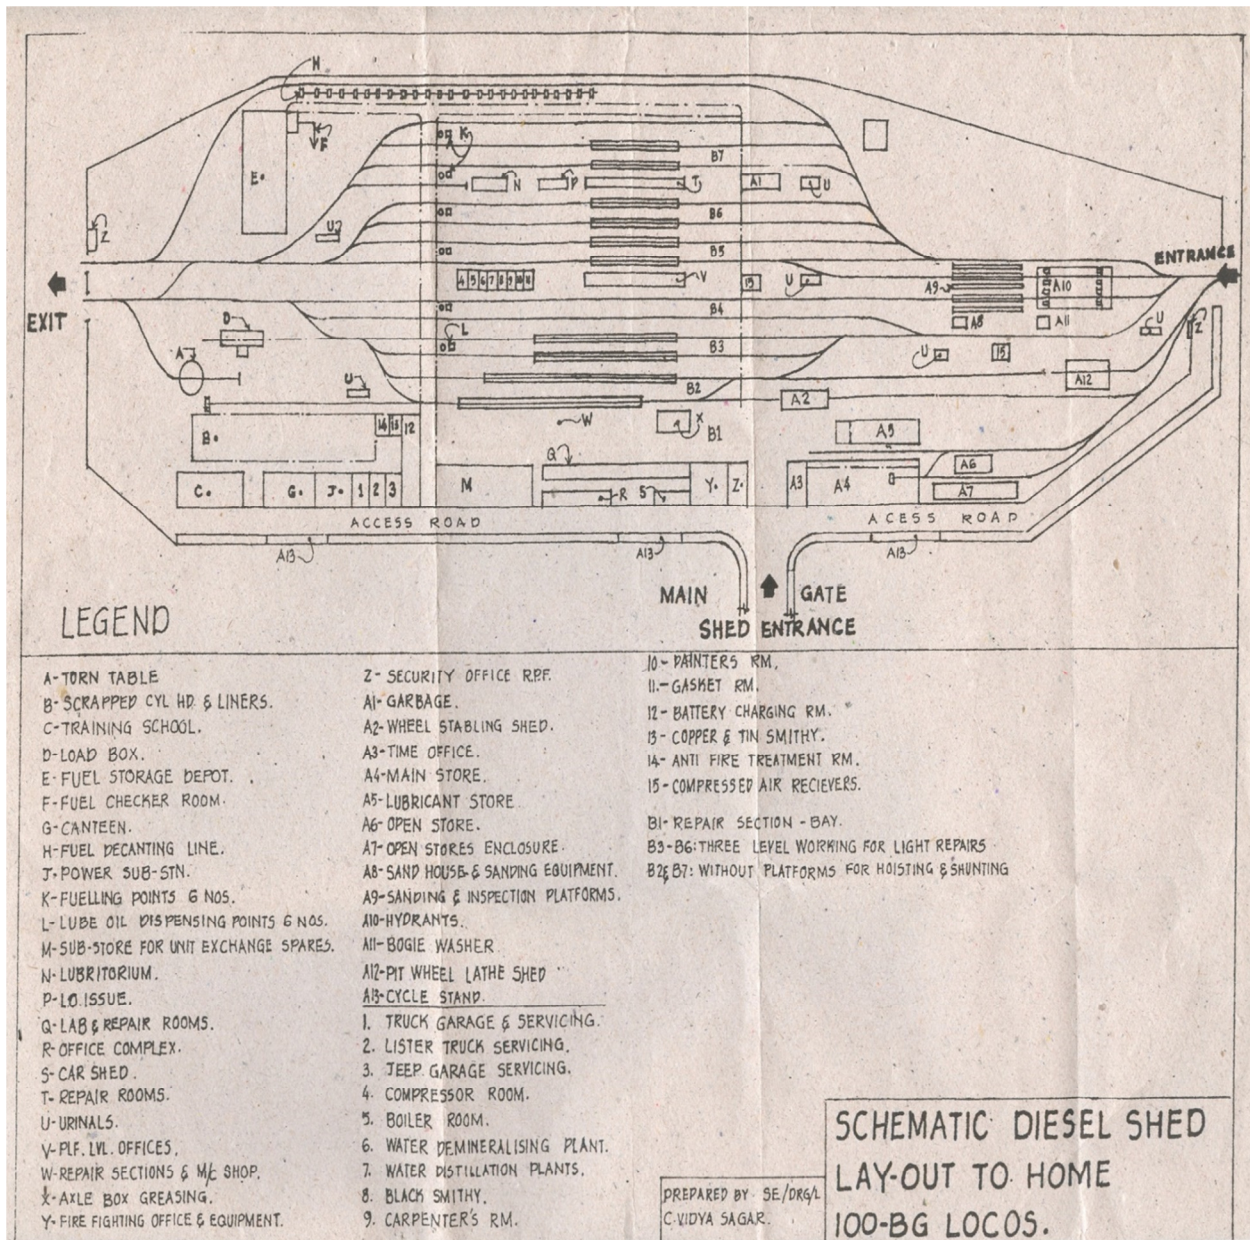 H
K
F
E.
B7
N
P
T
A1
U
Z
U
B6
B5
ENTRANCE
4 5 6 7 8 9 10 11
V
13
U
A9
A10
EXIT
B4
D
L
A8
A11
U
Z
A
B3
U
15
U
B2
A12
A2
W
X
B1
B.
14 13 12
A5
Q
A6
C.
G.
J.
1 2 3
M
R
S
Y.
Z.
A3
A4
A7
ACCESS ROAD
ACESS ROAD
A13
A13
A13
MAIN GATE
SHED ENTRANCE
LEGEND
A-TORN TABLE
B-SCRAPPED CYL HD & LINERS.
C-TRAINING SCHOOL.
D-LOAD BOX.
E-FUEL STORAGE DEPOT.
F-FUEL CHECKER ROOM.
G-CANTEEN.
H-FUEL DECANTING LINE.
J-POWER SUB-STN.
K-FUELLING POINTS 6 NOS.
L-LUBE OIL DISPENSING POINTS 6 NOS.
M-SUB-STORE FOR UNIT EXCHANGE SPARES.
N-LUBRITORIUM.
P-LO.ISSUE.
Q-LAB & REPAIR ROOMS.
R-OFFICE COMPLEX.
S-CAR SHED.
T-REPAIR ROOMS.
U-URINALS.
V-PLF. LVL. OFFICES.
W-REPAIR SECTIONS & M/C SHOP.
X-AXLE BOX GREASING.
Y-FIRE FIGHTING OFFICE & EQUIPMENT.
Z-SECURITY OFFICE R.P.F.
A1-GARBAGE.
A2-WHEEL STABLING SHED.
A3-TIME OFFICE.
A4-MAIN STORE.
A5-LUBRICANT STORE
A6-OPEN STORE.
A7-OPEN STORES ENCLOSURE.
A8-SAND HOUSE & SANDING EQUIPMENT.
A9-SANDING & INSPECTION PLATFORMS.
A10-HYDRANTS.
A11-BOGIE WASHER
A12-PIT WHEEL LATHE SHED
A13-CYCLE STAND.
1. TRUCK GARAGE & SERVICING.
2. LISTER TRUCK SERVICING.
3. JEEP GARAGE SERVICING.
4. COMPRESSOR ROOM.
5. BOILER ROOM.
6. WATER DEMINERALISING PLANT.
7. WATER DISTILLATION PLANTS.
8. BLACK SMITHY.
9. CARPENTER'S RM.
10-PAINTERS RM.
11.-GASKET RM.
12-BATTERY CHARGING RM.
13-COPPER & TIN SMITHY.
14-ANTI FIRE TREATMENT RM.
15-COMPRESSED AIR RECIEVERS.
B1-REPAIR SECTION-BAY.
B3-B6:THREE LEVEL WORKING FOR LIGHT REPAIRS
B2&B7: WITHOUT PLATFORMS FOR HOISTING & SHUNTING
PREPARED BY SE/DRG/L
C.VIDYA SAGAR.
SCHEMATIC DIESEL SHED
LAY-OUT TO HOME
100-BG LOCOS.